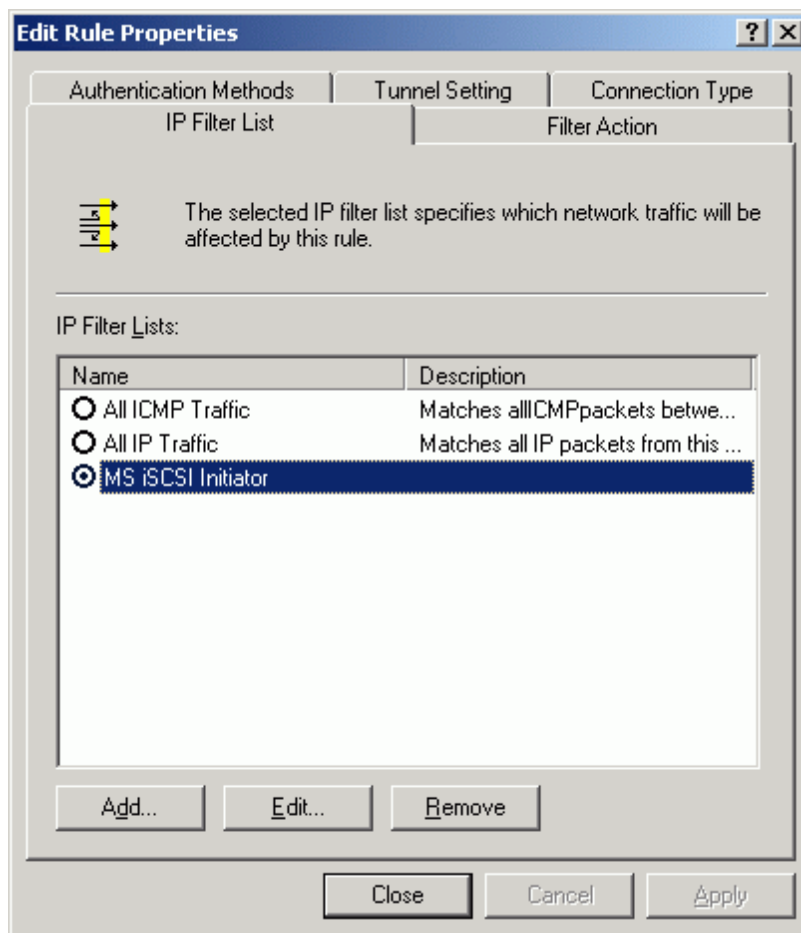 Edit Rule Properties
Authentication Methods Tunnel Setting Connection Type
IP Filter List Filter Action
The selected IP filter list specifies which network traffic will be
affected by this rule.
IP Filter Lists:
Name Description
All ICMP Traffic Matches allICMPpackets betwe...
All IP Traffic Matches all IP packets from this ...
MS iSCSI Initiator
Add... Edit... Remove
Close Cancel Apply